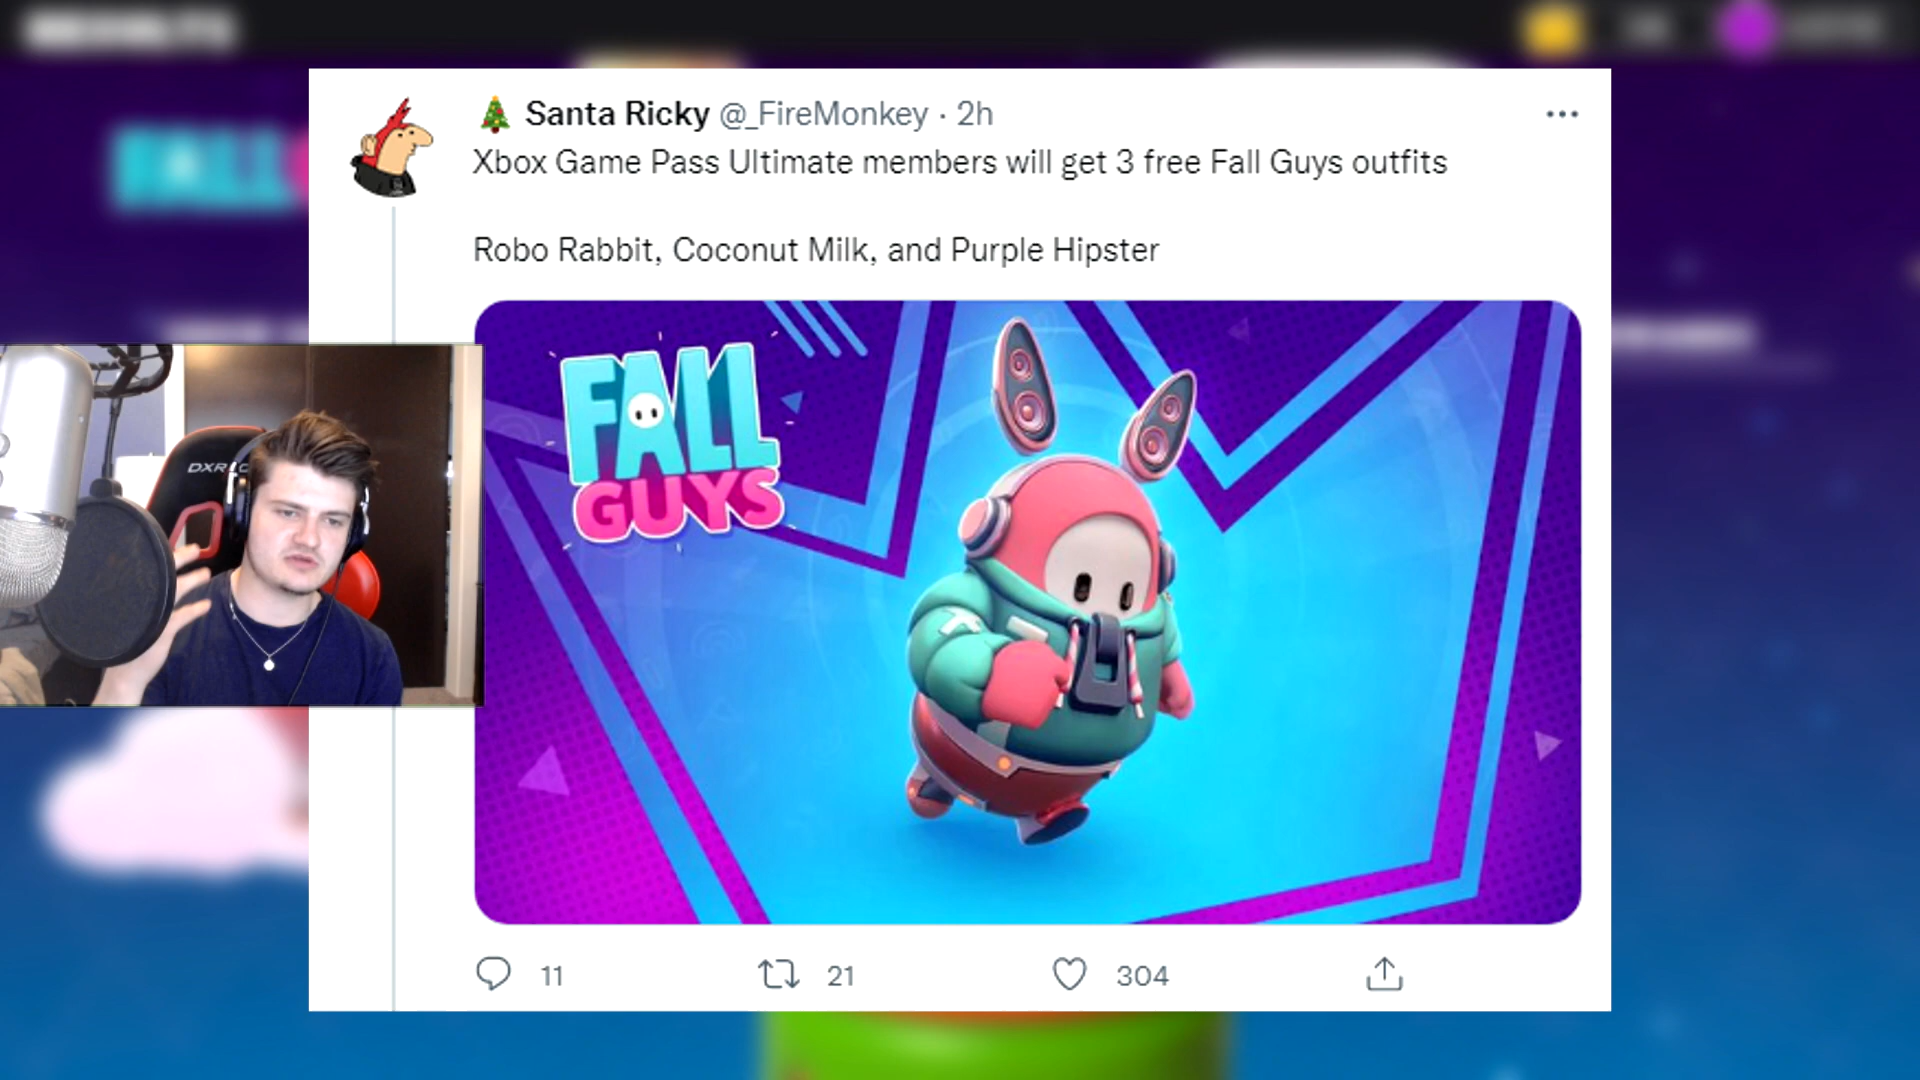 🎄 Santa Ricky @_FireMonkey · 2h
Xbox Game Pass Ultimate members will get 3 free Fall Guys outfits
Robo Rabbit, Coconut Milk, and Purple Hipster
FALL
GUYS
FALL
11 21 304